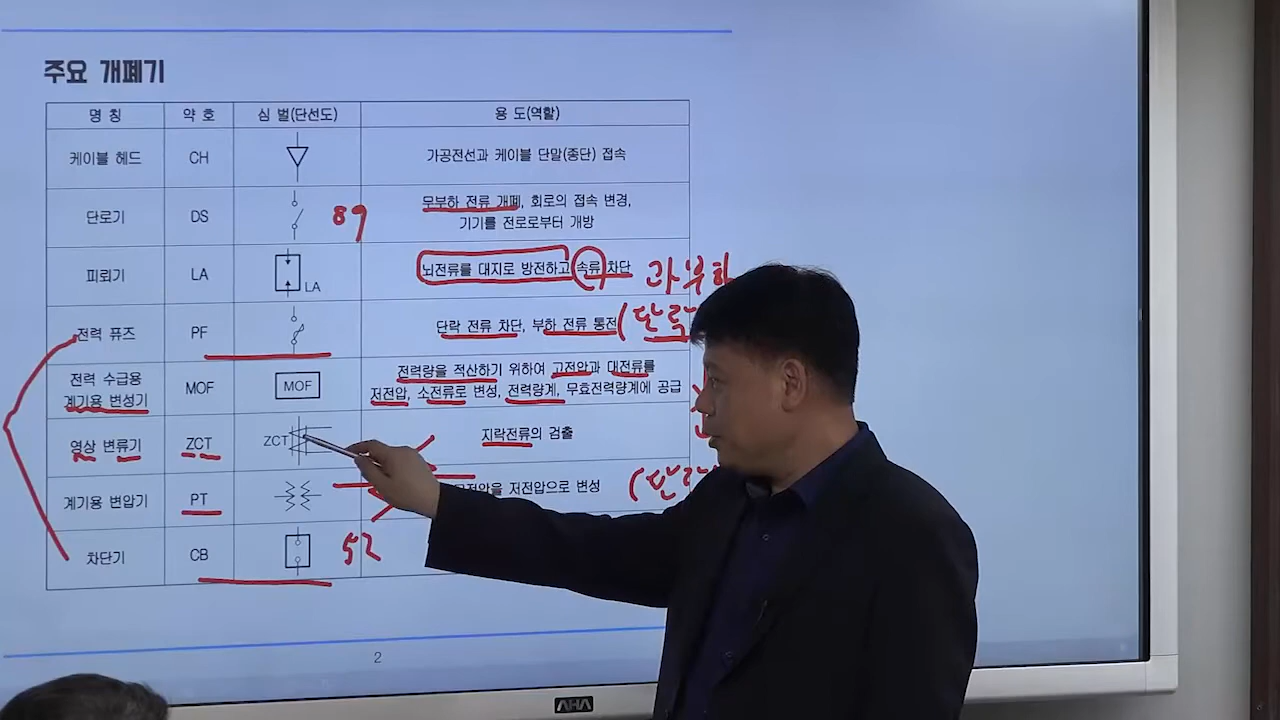 주요 개폐기
명 칭 약 호 심 벌(단선도) 용 도(역할)
케이블 헤드 CH 가공전선과 케이블 단말(종단) 접속
단로기 DS 89 무부하 전류 개폐, 회로의 접속 변경,
기기를 전로로부터 개방
피뢰기 LA LA 뇌전류를 대지로 방전하고 속류 차단 과부하
전력 퓨즈 PF 단락 전류 차단, 부하 전류 통전 (단락
전력 수급용
계기용 변성기 MOF MOF 전력량을 적산하기 위하여 고전압과 대전류를
저전압, 소전류로 변성, 전력량계, 무효전력량계에 공급
영상 변류기 ZCT ZCT 지락전류의 검출
계기용 변압기 PT 고전압을 저전압으로 변성 (단락
차단기 CB 52
2
AHA